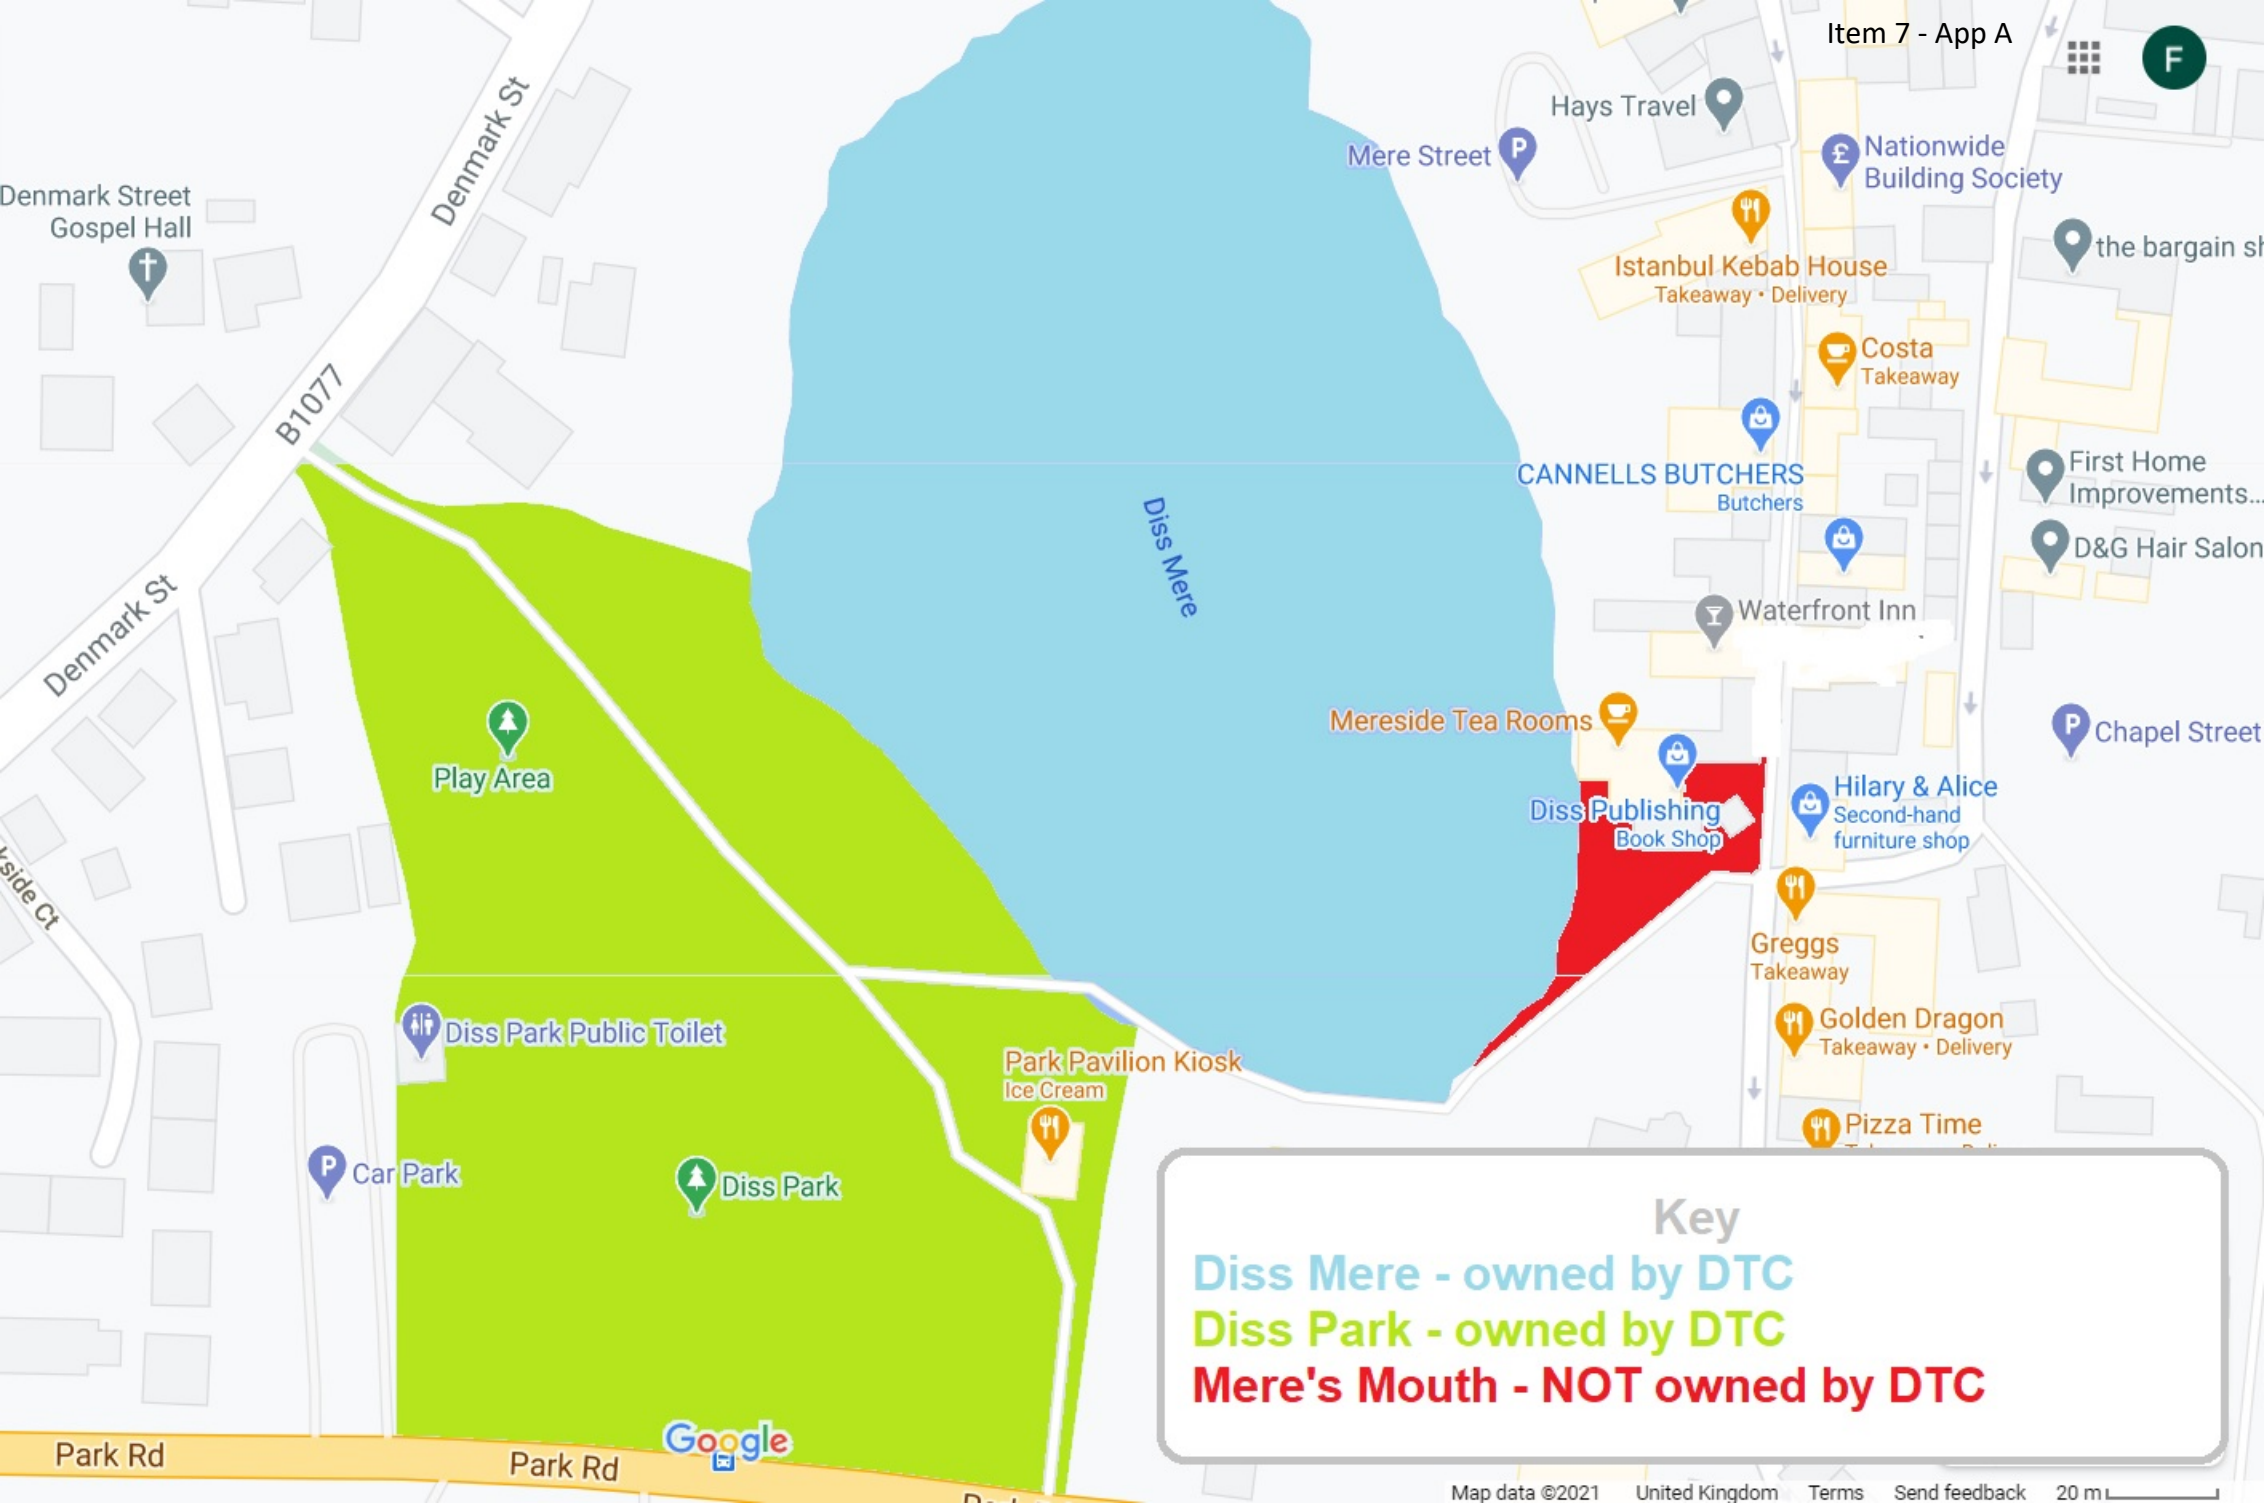 Item 7 - App A
F
Denmark St
Hays Travel
Mere Street
P
Nationwide
Building Society
Denmark Street
Gospel Hall
the bargain sh
Istanbul Kebab House
Takeaway • Delivery
Costa
Takeaway
B1077
CANNELLS BUTCHERS
Butchers
First Home
Improvements...
Diss Mere
D&G Hair Salon
Denmark St
Waterfront Inn
Mereside Tea Rooms
P
Chapel Street
Play Area
Diss Publishing
Book Shop
Hilary & Alice
Second-hand
furniture shop
kside Ct
Greggs
Takeaway
Diss Park Public Toilet
Golden Dragon
Takeaway • Delivery
Park Pavilion Kiosk
Ice Cream
Pizza Time
P
Car Park
Diss Park
Key
Diss Mere - owned by DTC
Diss Park - owned by DTC
Mere's Mouth - NOT owned by DTC
Google
Park Rd
Park Rd
Map data ©2021 United Kingdom Terms Send feedback 20 m